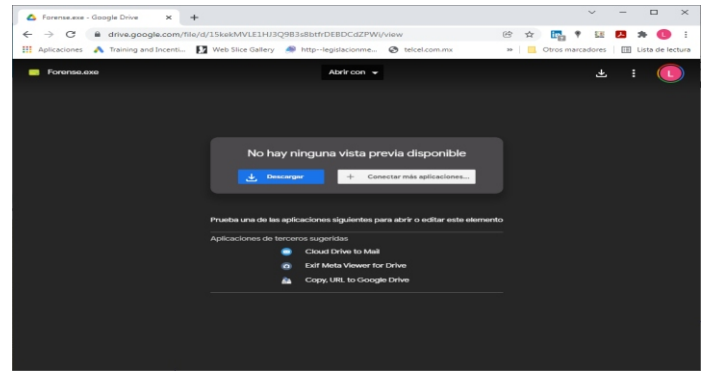 Forense.exe - Google Drive
drive.google.com/file/d/15kekMVLE1HJ3Q9B3s8btfrDEBDCdZPWi/view
Aplicaciones Training and Incenti... Web Slice Gallery http--legislacionme... telcel.com.mx » Otros marcadores Lista de lectura
Forense.exe Abrir con L
No hay ninguna vista previa disponible
Descargar + Conectar más aplicaciones...
Prueba una de las aplicaciones siguientes para abrir o editar este elemento
Aplicaciones de terceros sugeridas
Cloud Drive to Mail
Exif Meta Viewer for Drive
Copy, URL to Google Drive